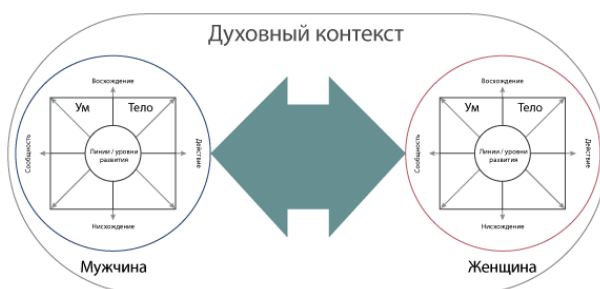 Духовный контекст
Восхождение
Ум
Тело
Сообщность
Линии / уровни
развития
Действие
Нисхождение
Мужчина
Восхождение
Ум
Тело
Сообщность
Линии / уровни
развития
Действие
Нисхождение
Женщина